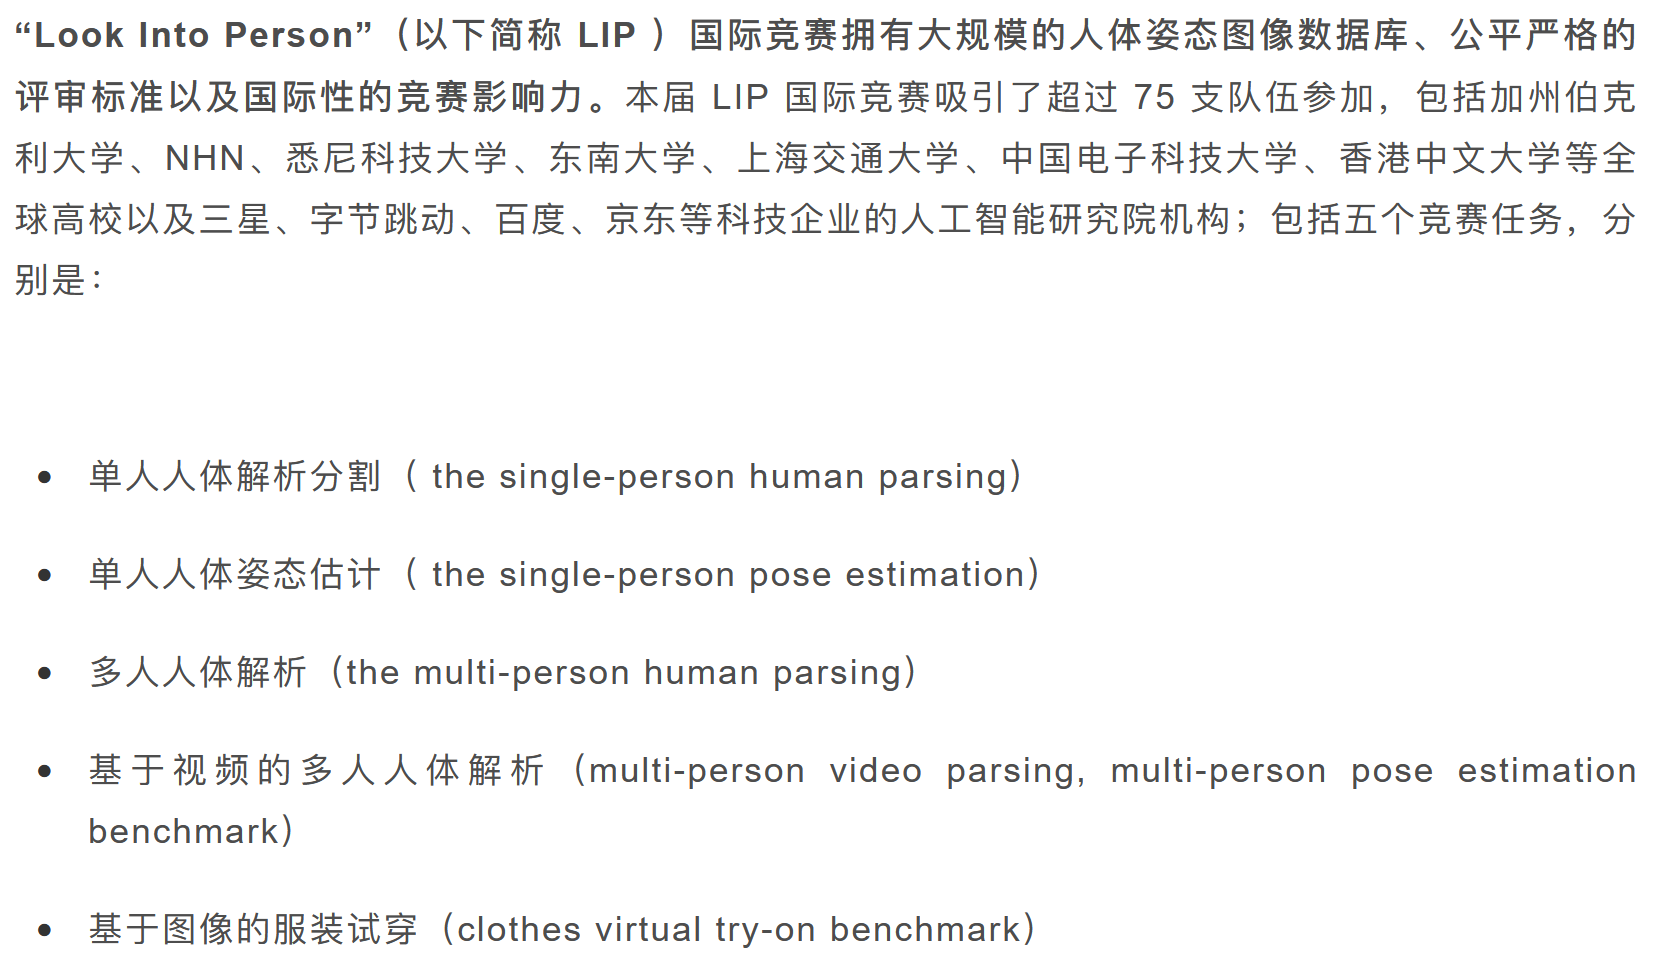 “Look Into Person”（以下简称 LIP ）国际竞赛拥有大规模的人体姿态图像数据库、公平严格的
评审标准以及国际性的竞赛影响力。本届 LIP 国际竞赛吸引了超过 75 支队伍参加，包括加州伯克
利大学、NHN、悉尼科技大学、东南大学、上海交通大学、中国电子科技大学、香港中文大学等全
球高校以及三星、字节跳动、百度、京东等科技企业的人工智能研究院机构；包括五个竞赛任务，分
别是：
• 单人人体解析分割（ the single-person human parsing）
• 单人人体姿态估计（ the single-person pose estimation）
• 多人人体解析（the multi-person human parsing）
• 基于视频的多人人体解析（multi-person video parsing, multi-person pose estimation
benchmark）
• 基于图像的服装试穿（clothes virtual try-on benchmark）